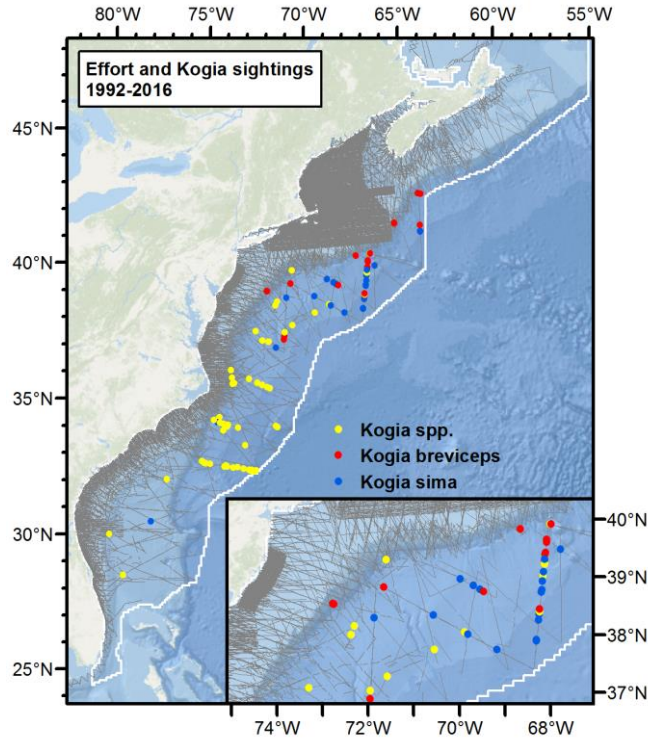 80°W 70°W 68°W 65°W 60°W 55°W
Effort and Kogia sightings
1992-2016
45°N
40°N
35°N
Kogia spp.
Kogia breviceps
Kogia sima
30°N
40°N
39°N
38°N
25°N
37°N
74°W 72°W 70°W 68°W